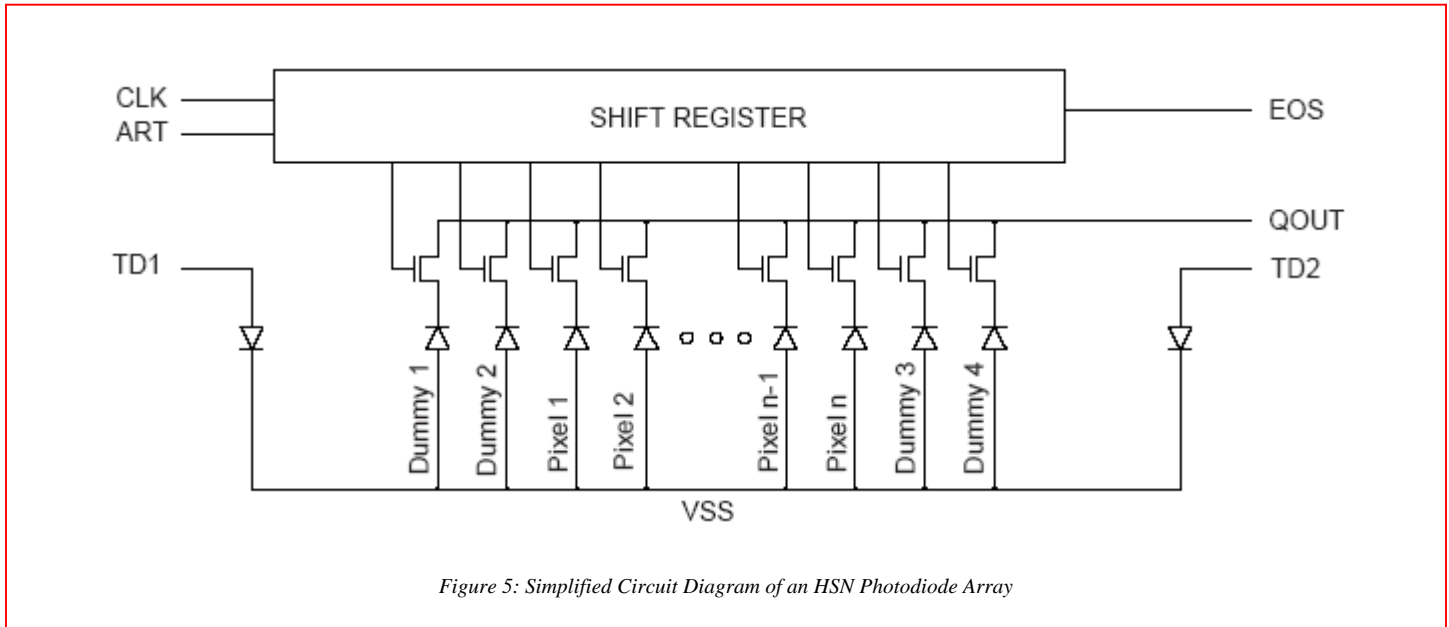 CLK
ART
SHIFT REGISTER
EOS
QOUT
TD1
TD2
Dummy 1
Dummy 2
Pixel 1
Pixel 2
Pixel n-1
Pixel n
Dummy 3
Dummy 4
VSS
Figure 5: Simplified Circuit Diagram of an HSN Photodiode Array